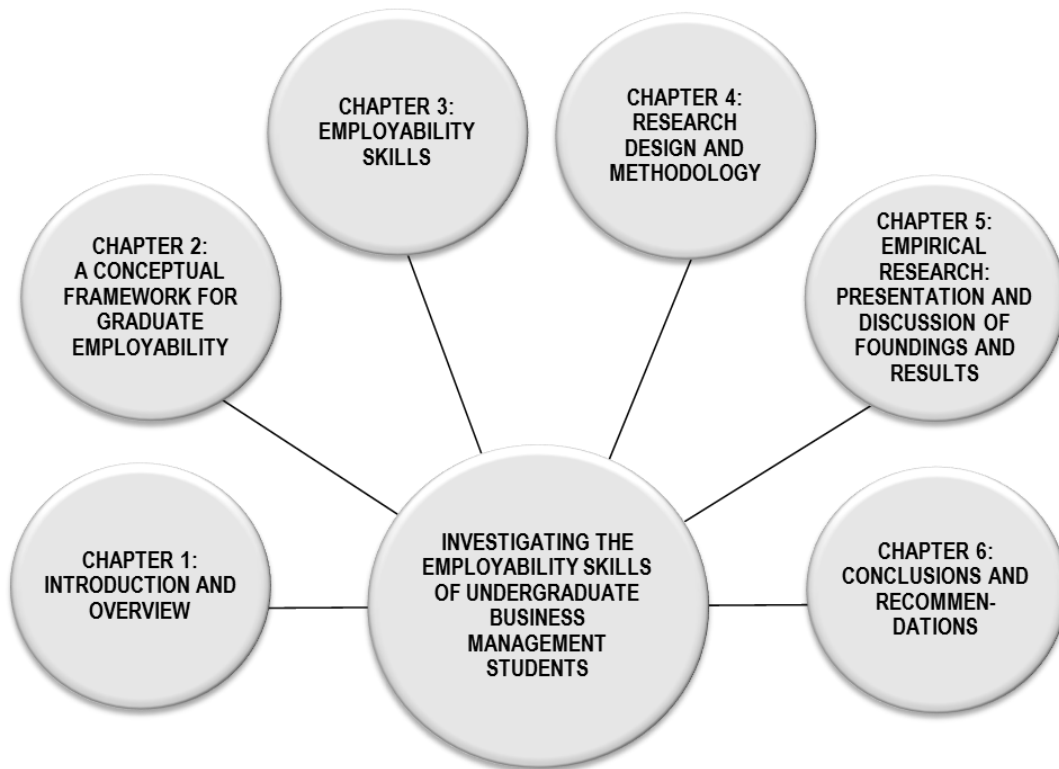 CHAPTER 1:
INTRODUCTION AND
OVERVIEW
CHAPTER 2:
A CONCEPTUAL
FRAMEWORK FOR
GRADUATE
EMPLOYABILITY
CHAPTER 3:
EMPLOYABILITY
SKILLS
CHAPTER 4:
RESEARCH
DESIGN AND
METHODOLOGY
CHAPTER 5:
EMPIRICAL
RESEARCH:
PRESENTATION AND
DISCUSSION OF
FOUNDINGS AND
RESULTS
CHAPTER 6:
CONCLUSIONS AND
RECOMMEN-
DATIONS
INVESTIGATING THE
EMPLOYABILITY SKILLS
OF UNDERGRADUATE
BUSINESS
MANAGEMENT
STUDENTS